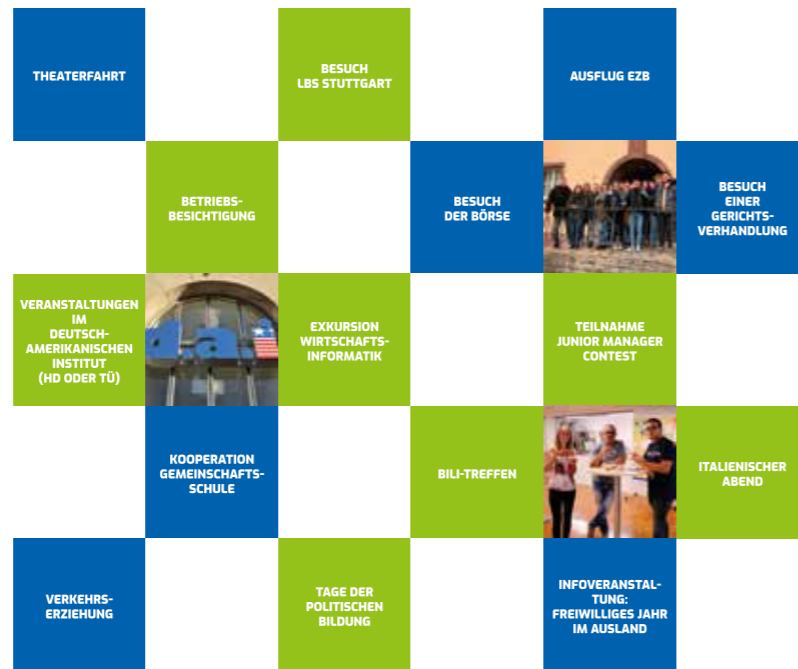 THEATERFAHRT
BESUCH
LBS STUTTGART
AUSFLUG EZB
BETRIEBS-
BESICHTIGUNG
BESUCH
DER BÖRSE
BESUCH
EINER
GERICHTS-
VERHANDLUNG
VERANSTALTUNGEN
IM
DEUTSCH-
AMERIKANISCHEN
INSTITUT
(HD ODER TÜ)
d.a.i
EXKURSION
WIRTSCHAFTS-
INFORMATIK
TEILNAHME
JUNIOR MANAGER
CONTEST
KOOPERATION
GEMEINSCHAFTS-
SCHULE
BILI-TREFFEN
ITALIENISCHER
ABEND
VERKEHRS-
ERZIEHUNG
TAGE DER
POLITISCHEN
BILDUNG
INFOVERANSTAL-
TUNG:
FREIWILLIGES JAHR
IM AUSLAND